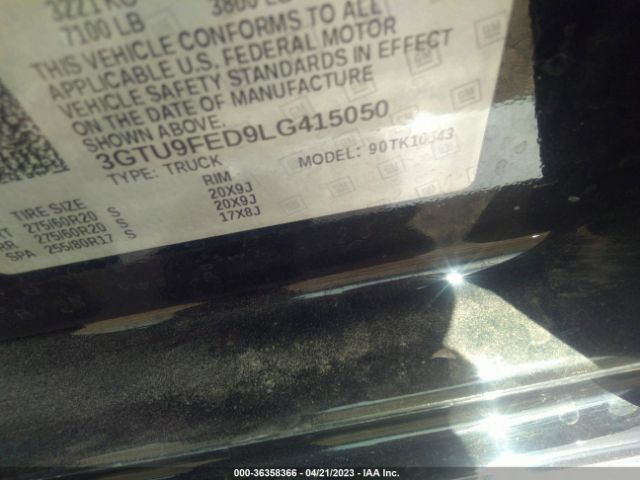 3221 KG
7100 LB
THIS VEHICLE CONFORMS TO ALL
APPLICABLE U.S. FEDERAL MOTOR
VEHICLE SAFETY STANDARDS IN EFFECT
ON THE DATE OF MANUFACTURE
SHOWN ABOVE.
3GTU9FED9LG415050
TYPE: TRUCK MODEL:
TIRE SIZE RIM
275/60R20 S 20X9J
RR 275/60R20 S 20X9J
SPA 255/80R17 S 17X8J
000-36358366 - 04/21/2023 - IAA Inc.